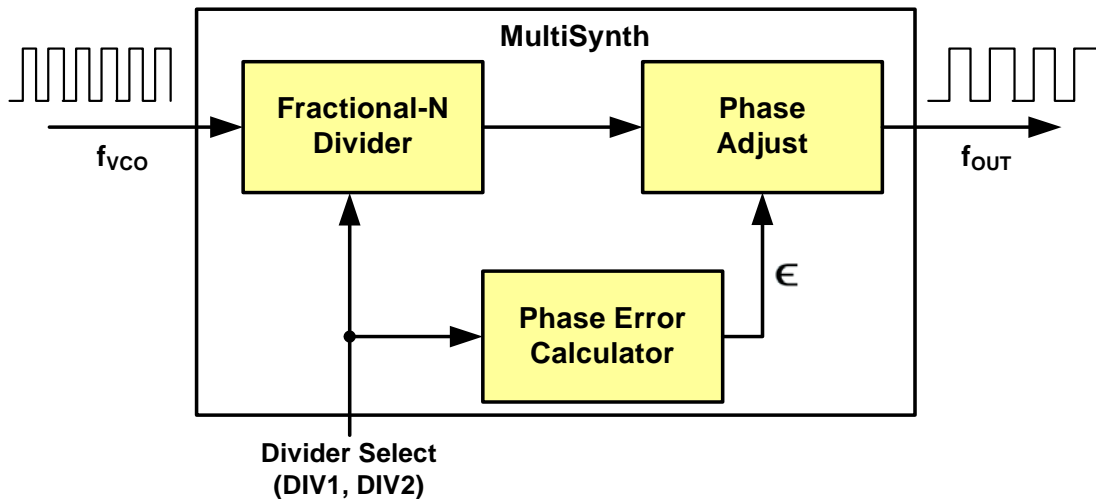 MultiSynth
Fractional-N
Divider
Phase
Adjust
fVCO
fOUT
ϵ
Phase Error
Calculator
Divider Select
(DIV1, DIV2)